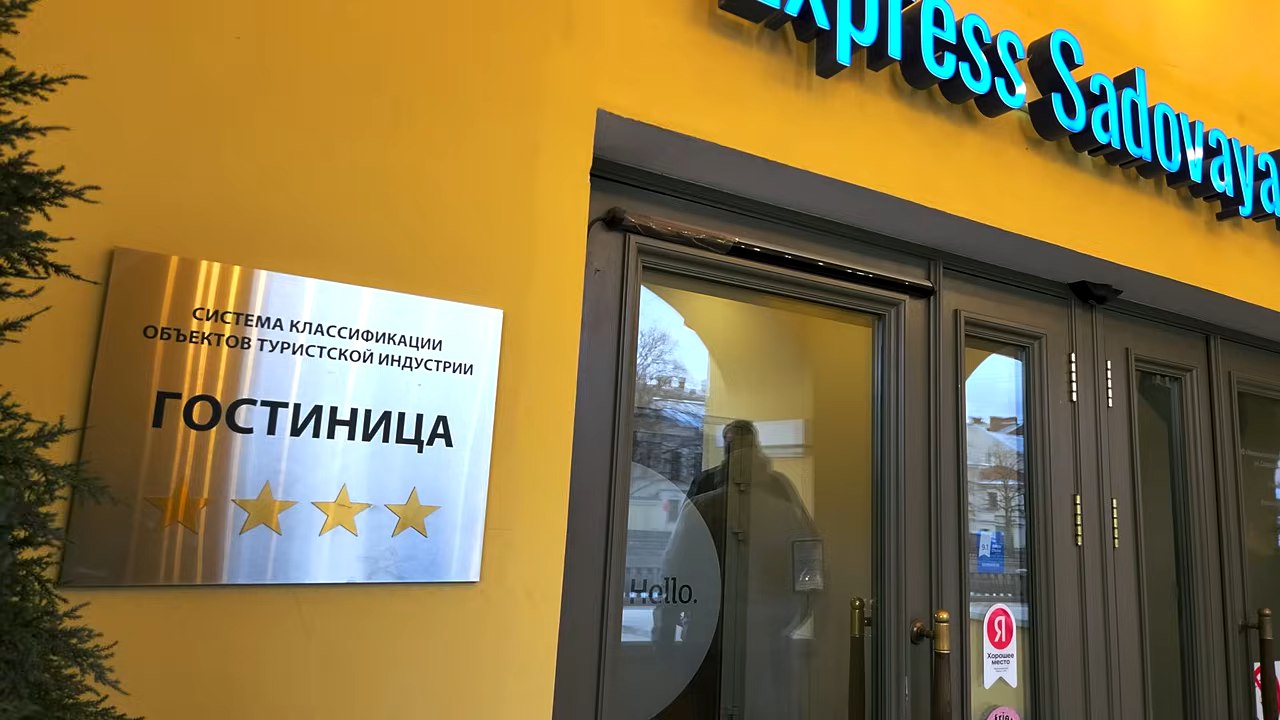 Express Sadovaya
СИСТЕМА КЛАССИФИКАЦИИ
ОБЪЕКТОВ ТУРИСТСКОЙ ИНДУСТРИИ
ГОСТИНИЦА
Hello.
Я
Хорошее
место